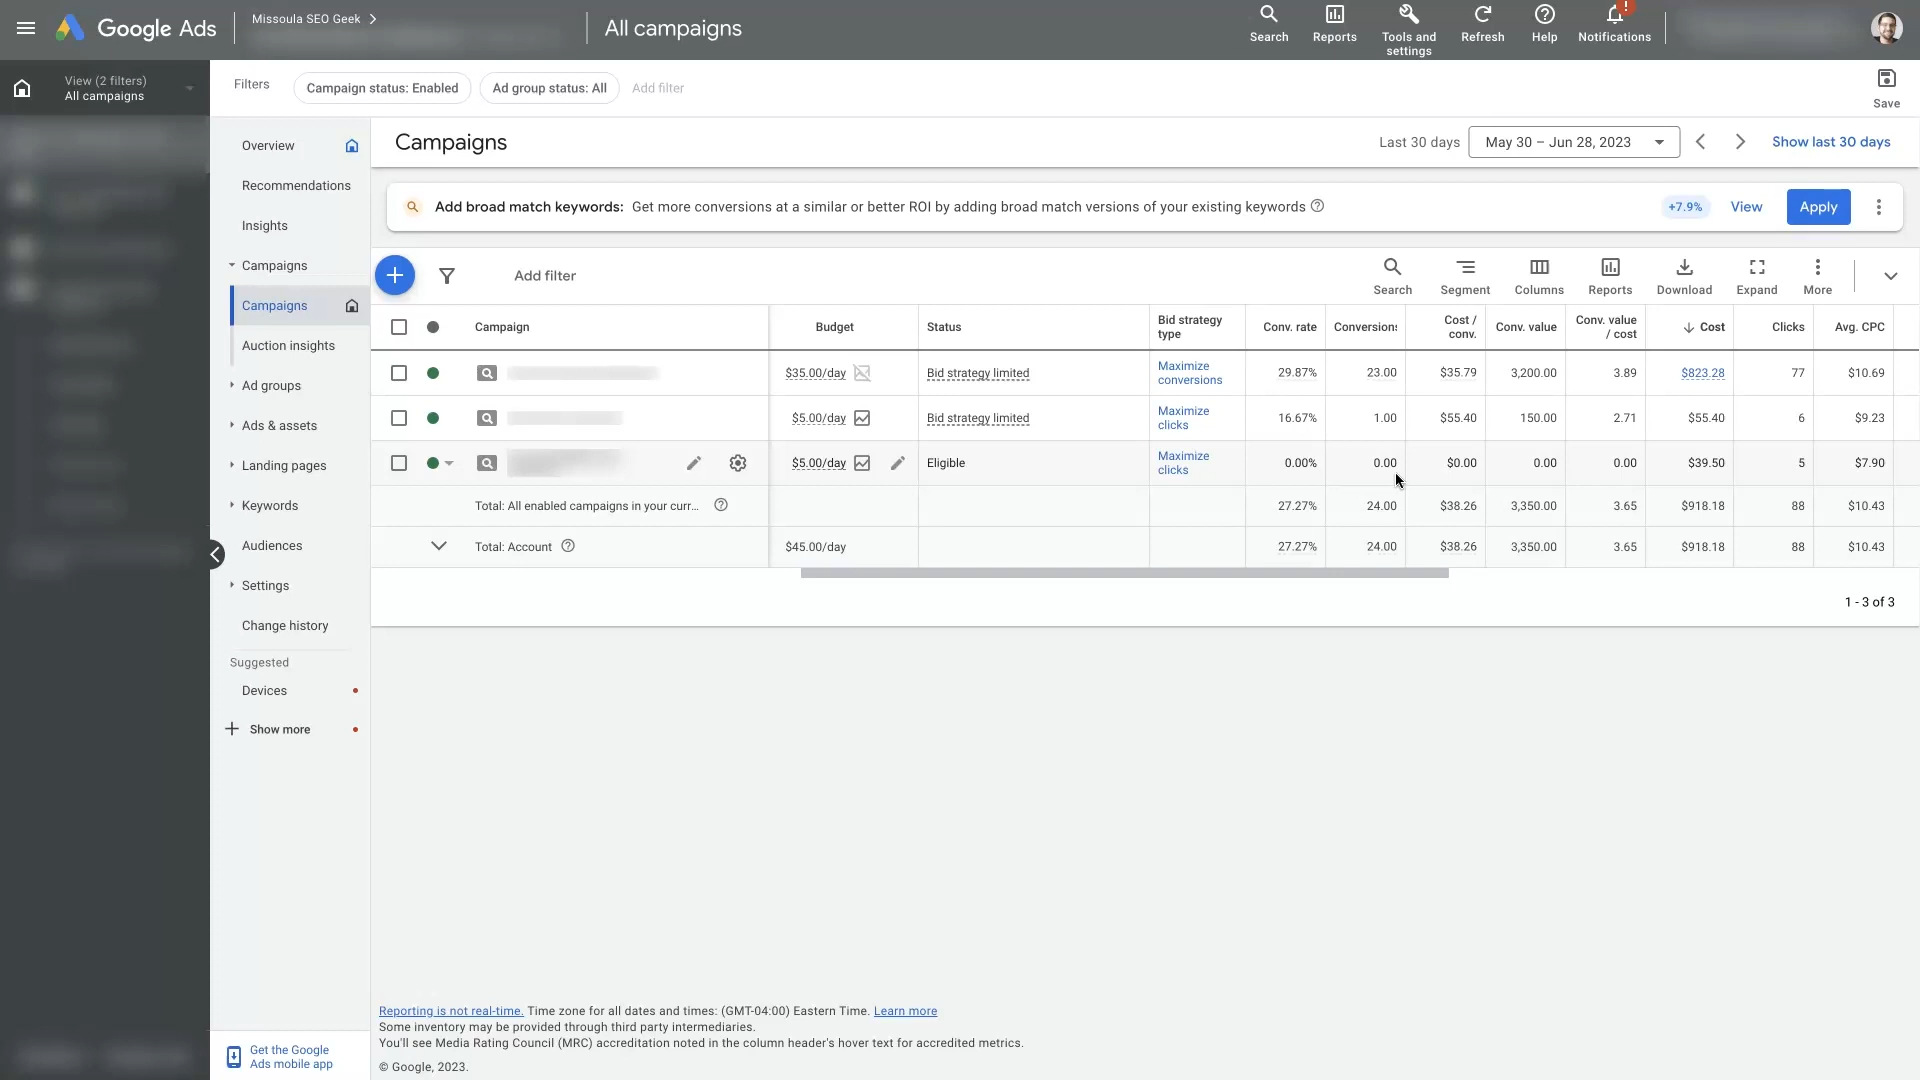 Google Ads
Missoula SEO Geek
All campaigns
Search
Reports
Tools and
settings
Refresh
Help
!
Notifications
View (2 filters)
All campaigns
Filters
Campaign status: Enabled
Ad group status: All
Add filter
Save
Overview
Recommendations
Insights
Campaigns
Campaigns
Auction insights
Ad groups
Ads & assets
Landing pages
Keywords
Audiences
Settings
Change history
Suggested
Devices
Show more
Get the Google
Ads mobile app
Campaigns
Last 30 days
May 30 – Jun 28, 2023
Show last 30 days
Add broad match keywords: Get more conversions at a similar or better ROI by adding broad match versions of your existing keywords
+7.9%
View
Apply
Add filter
Search
Segment
Columns
Reports
Download
Expand
More
Campaign Budget Status Bid strategy type Conv. rate Conversions Cost / conv. Conv. value Conv. value / cost Cost Clicks Avg. CPC
$35.00/day Bid strategy limited Maximize conversions 29.87% 23.00 $35.79 3,200.00 3.89 $823.28 77 $10.69
$5.00/day Bid strategy limited Maximize clicks 16.67% 1.00 $55.40 150.00 2.71 $55.40 6 $9.23
$5.00/day Eligible Maximize clicks 0.00% 0.00 $0.00 0.00 0.00 $39.50 5 $7.90
Total: All enabled campaigns in your curr... 27.27% 24.00 $38.26 3,350.00 3.65 $918.18 88 $10.43
Total: Account $45.00/day 27.27% 24.00 $38.26 3,350.00 3.65 $918.18 88 $10.43
1 - 3 of 3
Reporting is not real-time. Time zone for all dates and times: (GMT-04:00) Eastern Time. Learn more
Some inventory may be provided through third party intermediaries.
You'll see Media Rating Council (MRC) accreditation noted in the column header's hover text for accredited metrics.
© Google, 2023.